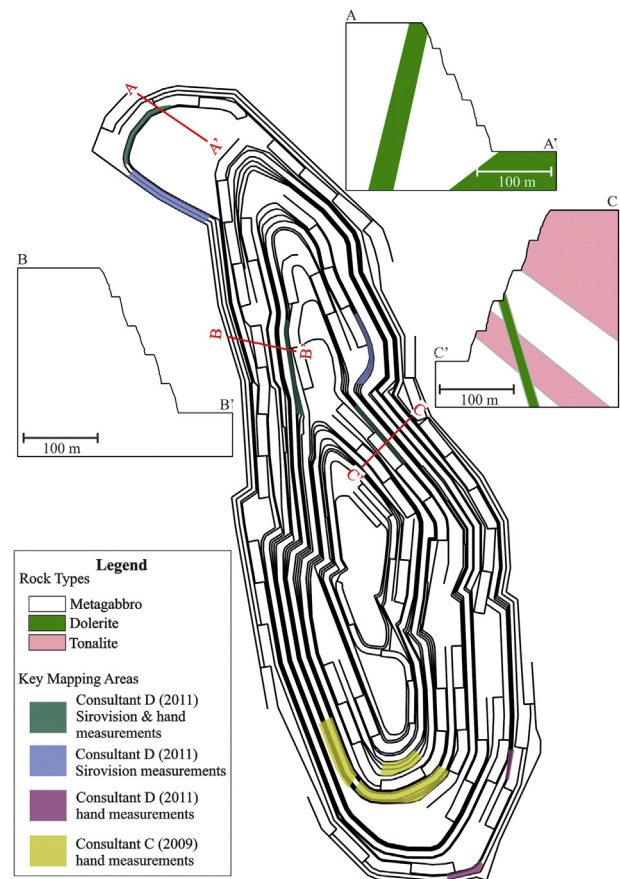 A
A'
100 m
C
C'
100 m
B
B'
100 m
A
A'
B
B'
C
C'
Legend
Rock Types
Metagabbro
Dolerite
Tonalite
Key Mapping Areas
Consultant D (2011)
Sirovision & hand
measurements
Consultant D (2011)
Sirovision measurements
Consultant D (2011)
hand measurements
Consultant C (2009)
hand measurements